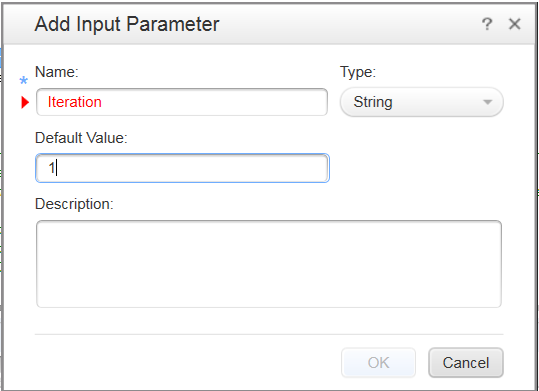 Add Input Parameter ?
* Name: Type:
Iteration String
Default Value:
1
Description:
OK Cancel